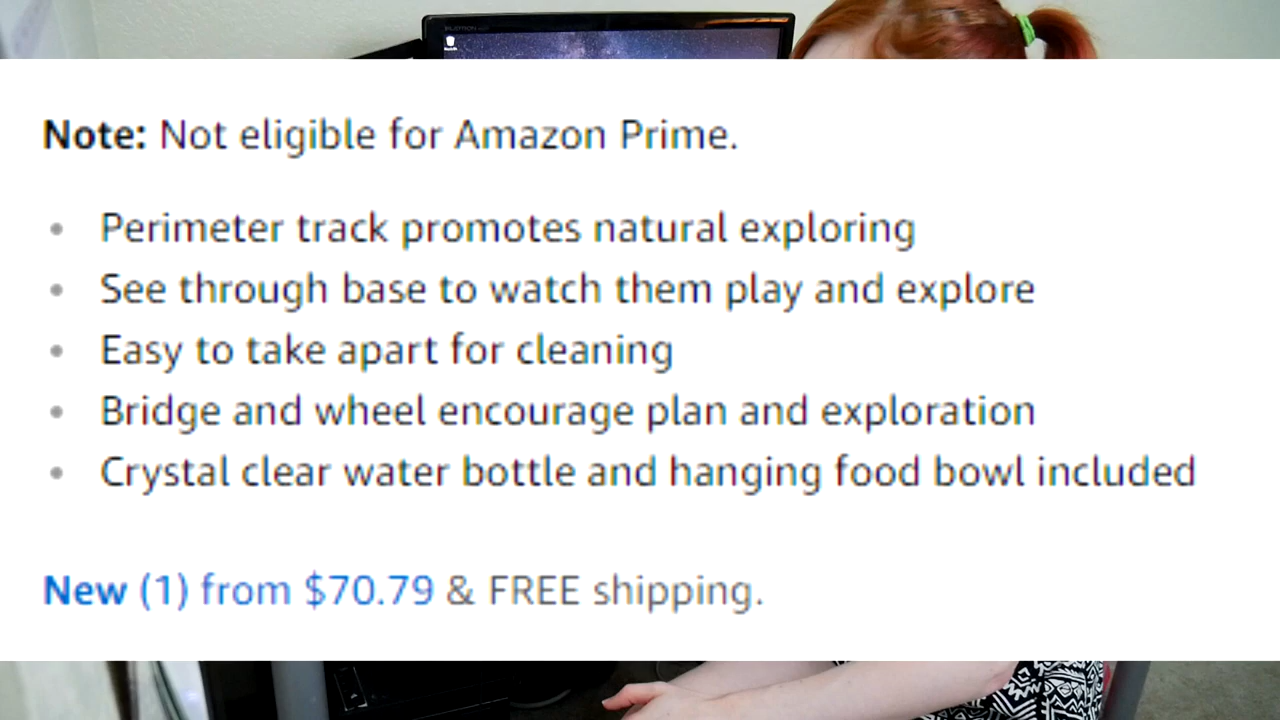 Note: Not eligible for Amazon Prime.
Perimeter track promotes natural exploring
See through base to watch them play and explore
Easy to take apart for cleaning
Bridge and wheel encourage plan and exploration
Crystal clear water bottle and hanging food bowl included
New (1) from $70.79 & FREE shipping.